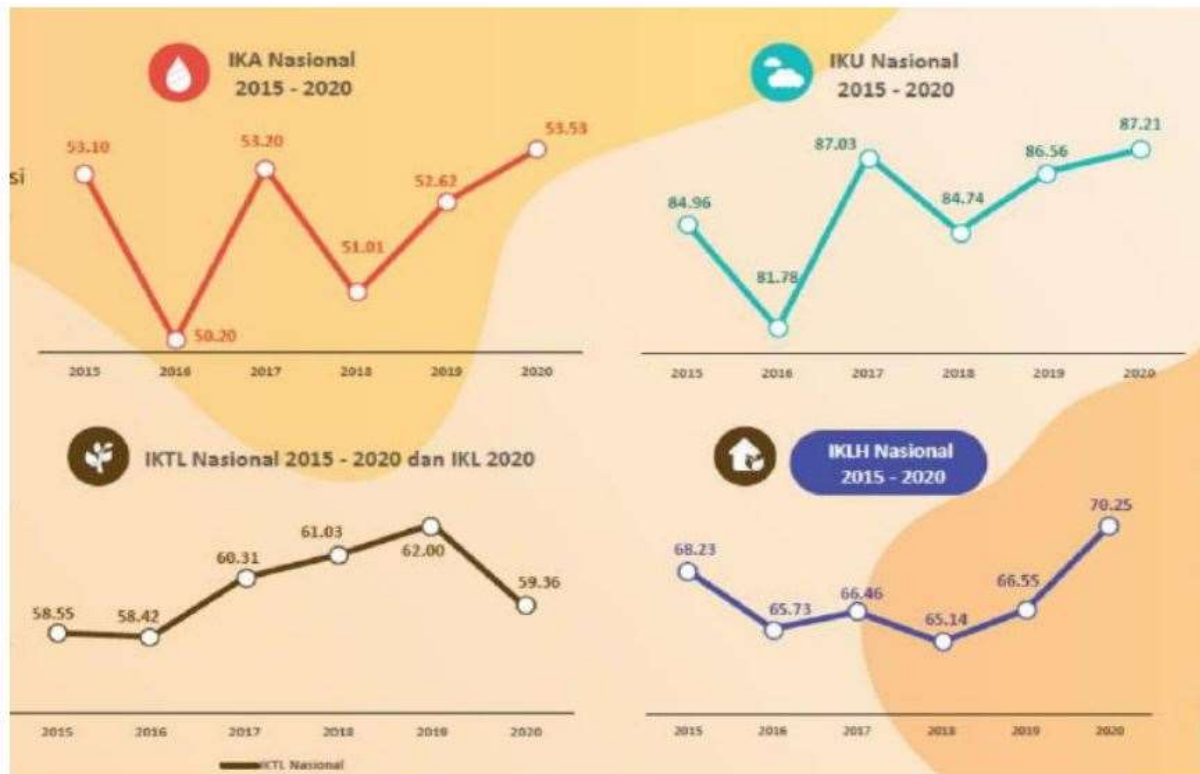 si
IKA Nasional
2015 - 2020
53.10
50.20
53.20
51.01
52.62
53.53
2015 2016 2017 2018 2019 2020
IKU Nasional
2015 - 2020
84.96
81.78
87.03
84.74
86.56
87.21
2015 2016 2017 2018 2019 2020
IKTL Nasional 2015 - 2020 dan IKL 2020
58.55
58.42
60.31
61.03
62.00
59.36
2015 2016 2017 2018 2019 2020
IKTL Nasional
IKLH Nasional
2015 - 2020
68.23
65.73
66.46
65.14
66.55
70.25
2015 2016 2017 2018 2019 2020